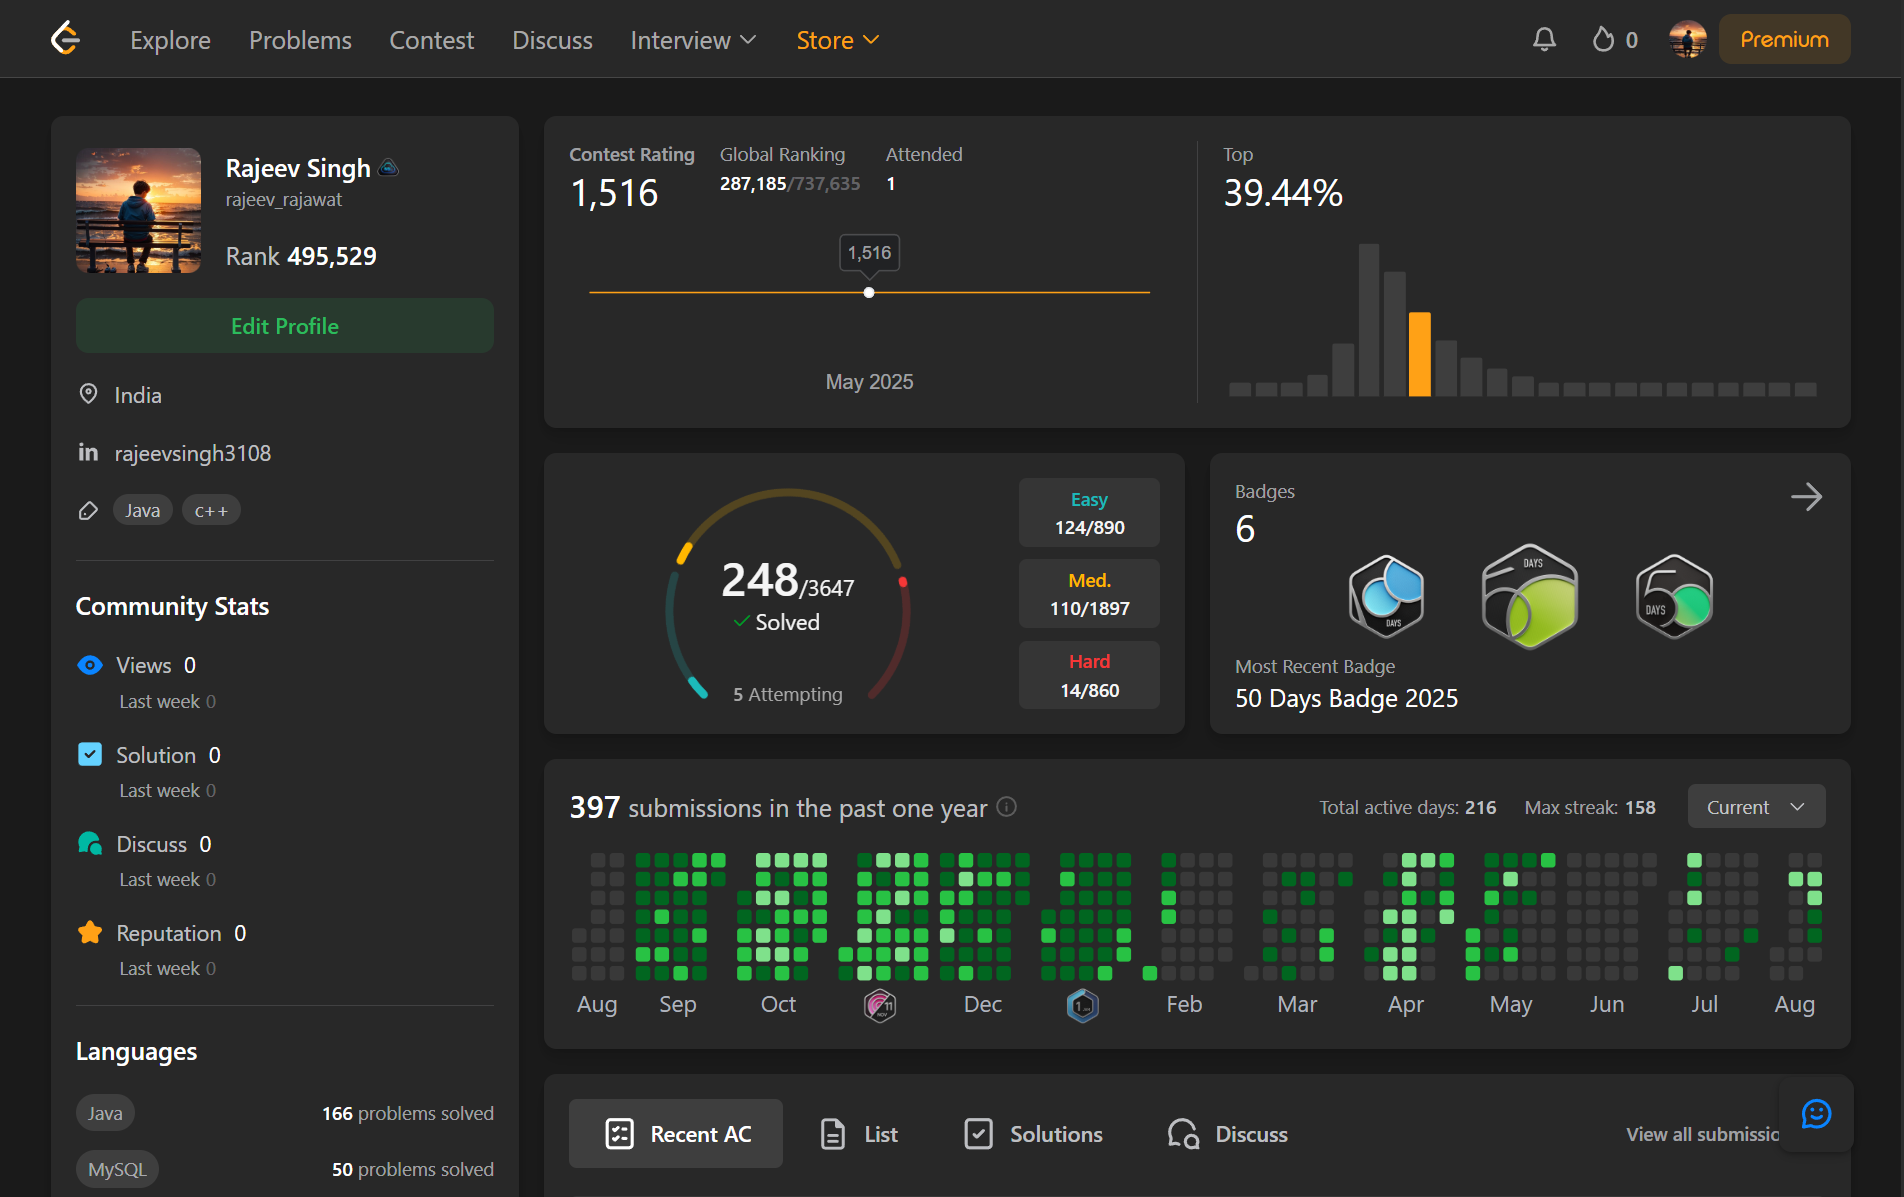 Explore Problems Contest Discuss Interview Store 0 Premium
Rajeev Singh
rajeev_rajawat
Rank 495,529
Edit Profile
India
in rajeevsingh3108
Java c++
Community Stats
Views 0
Last week 0
Solution 0
Last week 0
Discuss 0
Last week 0
Reputation 0
Last week 0
Languages
Java 166 problems solved
MySQL 50 problems solved
Contest Rating Global Ranking Attended
1,516 287,185/737,635 1
1,516
May 2025
Top
39.44%
248/3647
Solved
5 Attempting
Easy
124/890
Med.
110/1897
Hard
14/860
Badges
6
DAYS
DAYS
50 DAYS
Most Recent Badge
50 Days Badge 2025
397 submissions in the past one year
Total active days: 216 Max streak: 158 Current
Aug Sep Oct 11 NOV Dec 1 Feb Mar Apr May Jun Jul Aug
Recent AC List Solutions Discuss View all submissio